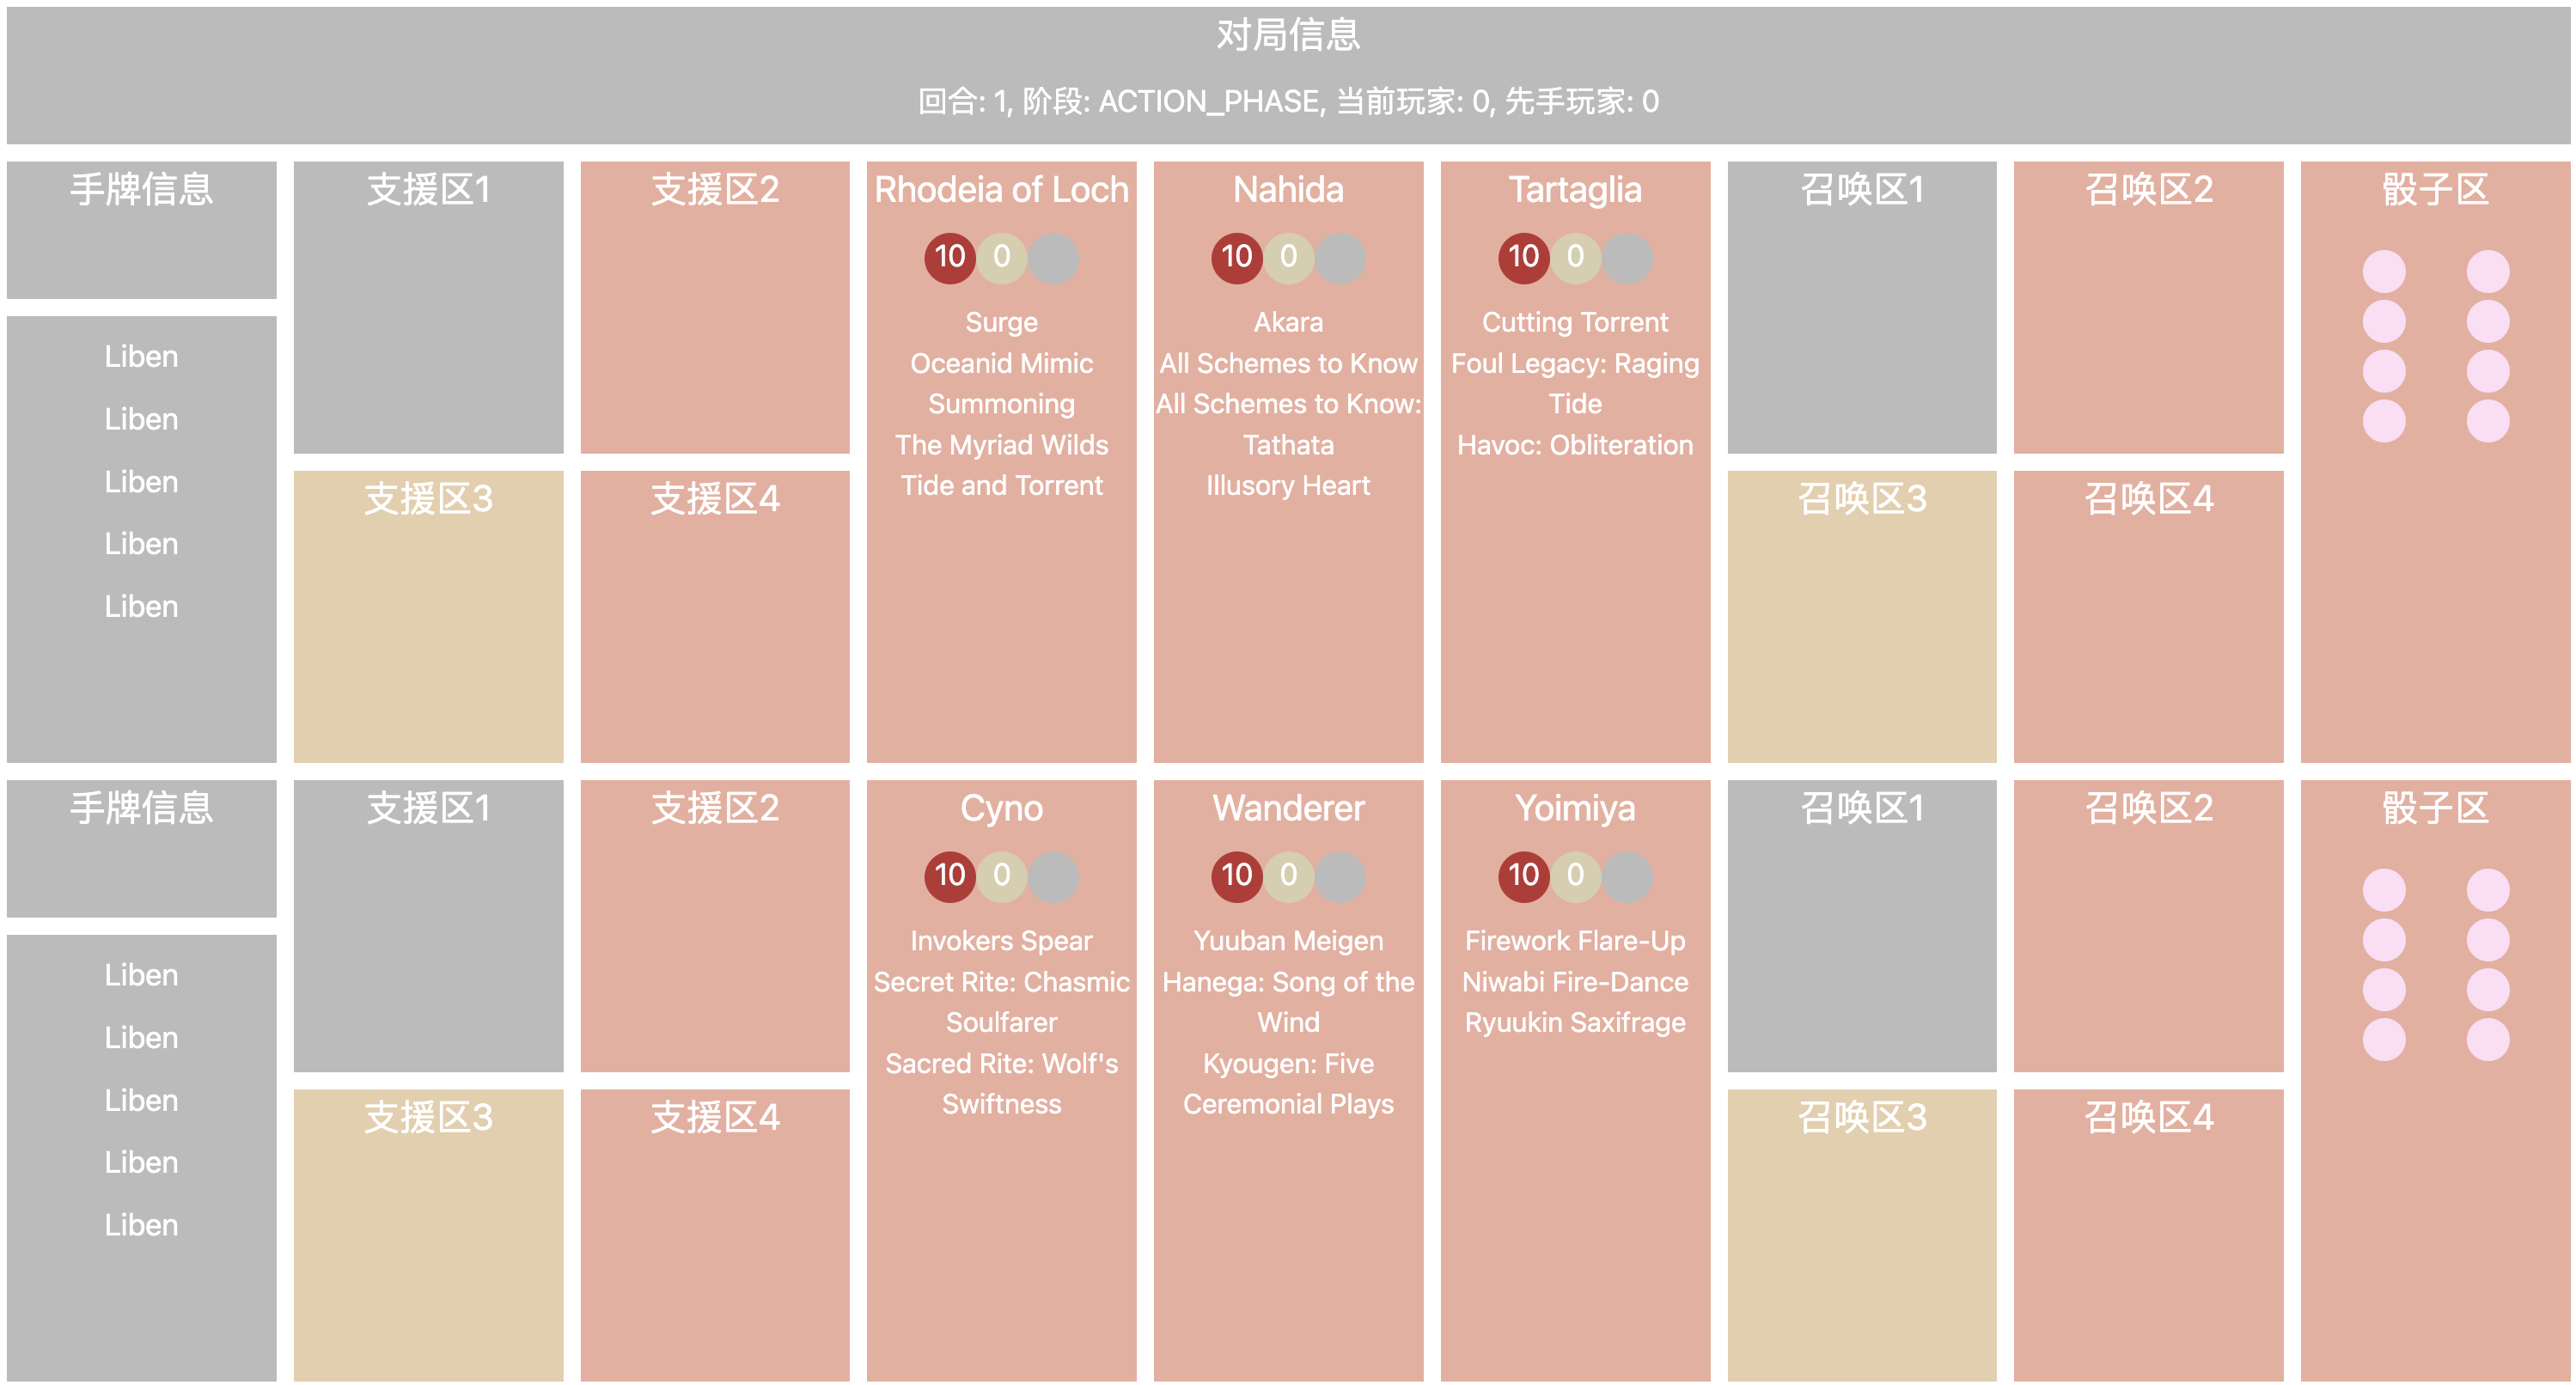 对局信息
回合: 1, 阶段: ACTION_PHASE, 当前玩家: 0, 先手玩家: 0
手牌信息
Liben
Liben
Liben
Liben
Liben
支援区1
支援区2
支援区3
支援区4
Rhodeia of Loch
10 0
Surge
Oceanid Mimic
Summoning
The Myriad Wilds
Tide and Torrent
Nahida
10 0
Akara
All Schemes to Know
All Schemes to Know:
Tathata
Illusory Heart
Tartaglia
10 0
Cutting Torrent
Foul Legacy: Raging
Tide
Havoc: Obliteration
召唤区1
召唤区2
召唤区3
召唤区4
骰子区
手牌信息
Liben
Liben
Liben
Liben
Liben
支援区1
支援区2
支援区3
支援区4
Cyno
10 0
Invokers Spear
Secret Rite: Chasmic
Soulfarer
Sacred Rite: Wolf's
Swiftness
Wanderer
10 0
Yuuban Meigen
Hanega: Song of the
Wind
Kyougen: Five
Ceremonial Plays
Yoimiya
10 0
Firework Flare-Up
Niwabi Fire-Dance
Ryuukin Saxifrage
召唤区1
召唤区2
召唤区3
召唤区4
骰子区